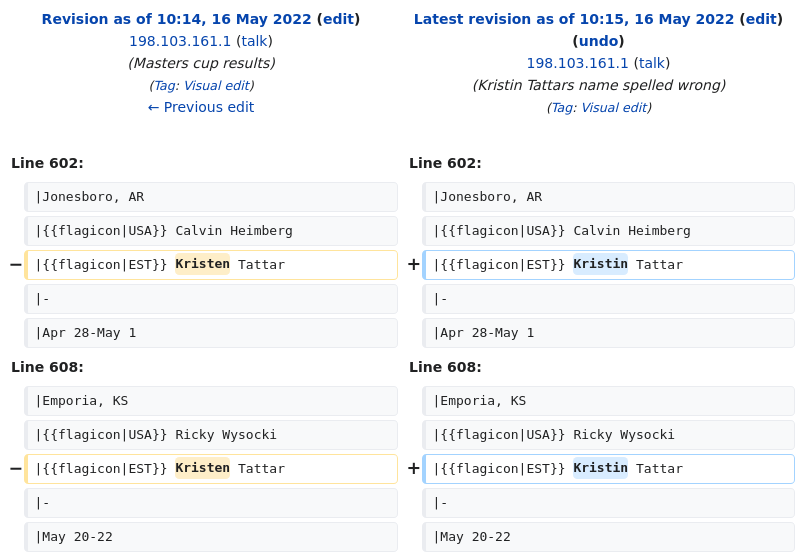 Revision as of 10:14, 16 May 2022 (edit)
198.103.161.1 (talk)
(Masters cup results)
(Tag: Visual edit)
← Previous edit
Latest revision as of 10:15, 16 May 2022 (edit)
(undo)
198.103.161.1 (talk)
(Kristin Tattars name spelled wrong)
(Tag: Visual edit)
Line 602:
Line 602:
|Jonesboro, AR
|Jonesboro, AR
|{{flagicon|USA}} Calvin Heimberg
|{{flagicon|USA}} Calvin Heimberg
− |{{flagicon|EST}} Kristen Tattar
+ |{{flagicon|EST}} Kristin Tattar
|-
|-
|Apr 28-May 1
|Apr 28-May 1
Line 608:
Line 608:
|Emporia, KS
|Emporia, KS
|{{flagicon|USA}} Ricky Wysocki
|{{flagicon|USA}} Ricky Wysocki
− |{{flagicon|EST}} Kristen Tattar
+ |{{flagicon|EST}} Kristin Tattar
|-
|-
|May 20-22
|May 20-22